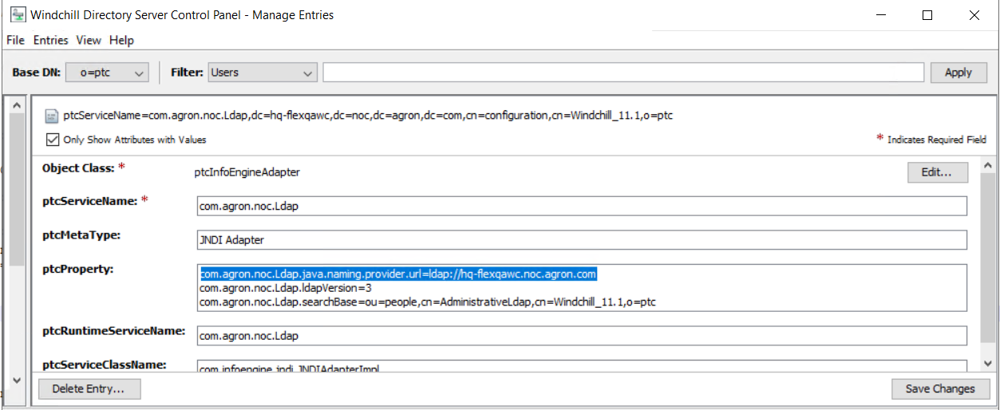 Windchill Directory Server Control Panel - Manage Entries
File Entries View Help
Base DN: o=ptc Filter: Users Apply
ptcServiceName=com.agron.noc.Ldap,dc=hq-flexqawc,dc=noc,dc=agron,dc=com,cn=configuration,cn=Windchill_11.1,o=ptc
Only Show Attributes with Values * Indicates Required Field
Object Class: * ptcInfoEngineAdapter Edit...
ptcServiceName: * com.agron.noc.Ldap
ptcMetaType: JNDI Adapter
ptcProperty: com.agron.noc.Ldap.java.naming.provider.url=ldap://hq-flexqawc.noc.agron.com
com.agron.noc.Ldap.ldapVersion=3
com.agron.noc.Ldap.searchBase=ou=people,cn=AdministrativeLdap,cn=Windchill_11.1,o=ptc
ptcRuntimeServiceName: com.agron.noc.Ldap
ptcServiceClassName: com.infoengine.jndi.JNDIAdapterImpl
Delete Entry... Save Changes